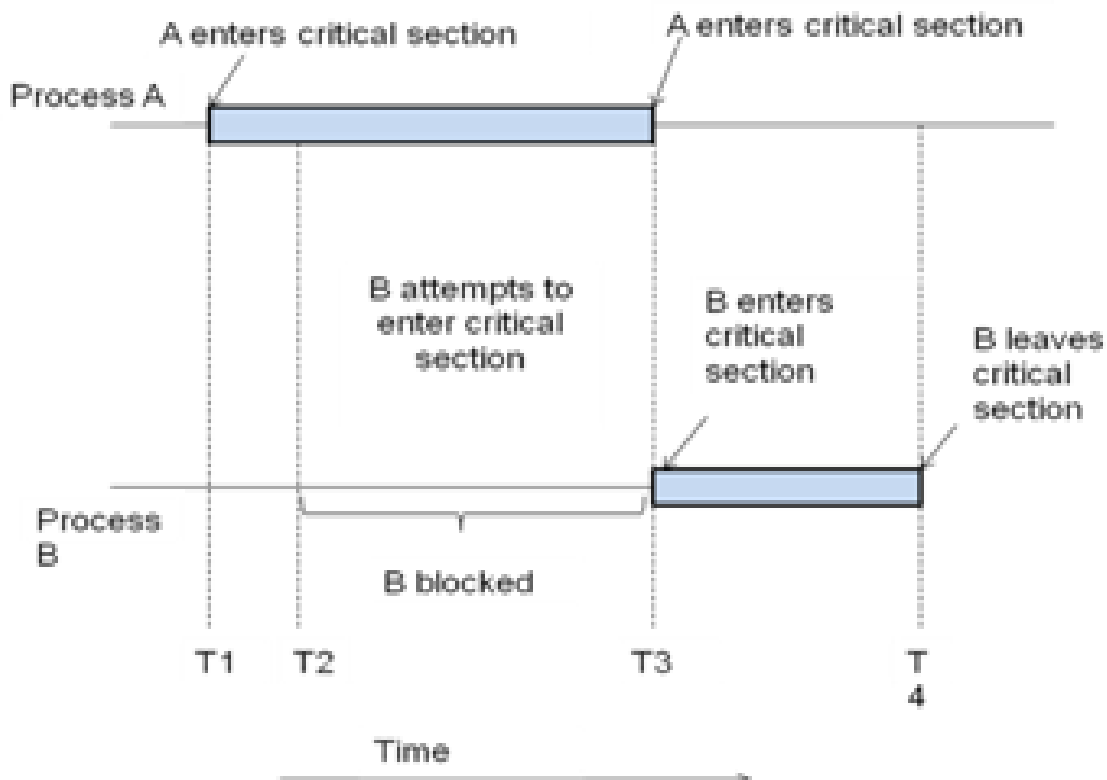 A enters critical section
A enters critical section
Process A
B attempts to
enter critical
section
B enters
critical
section
B leaves
critical
section
Process
B
B blocked
T1
T2
T3
T
4
Time